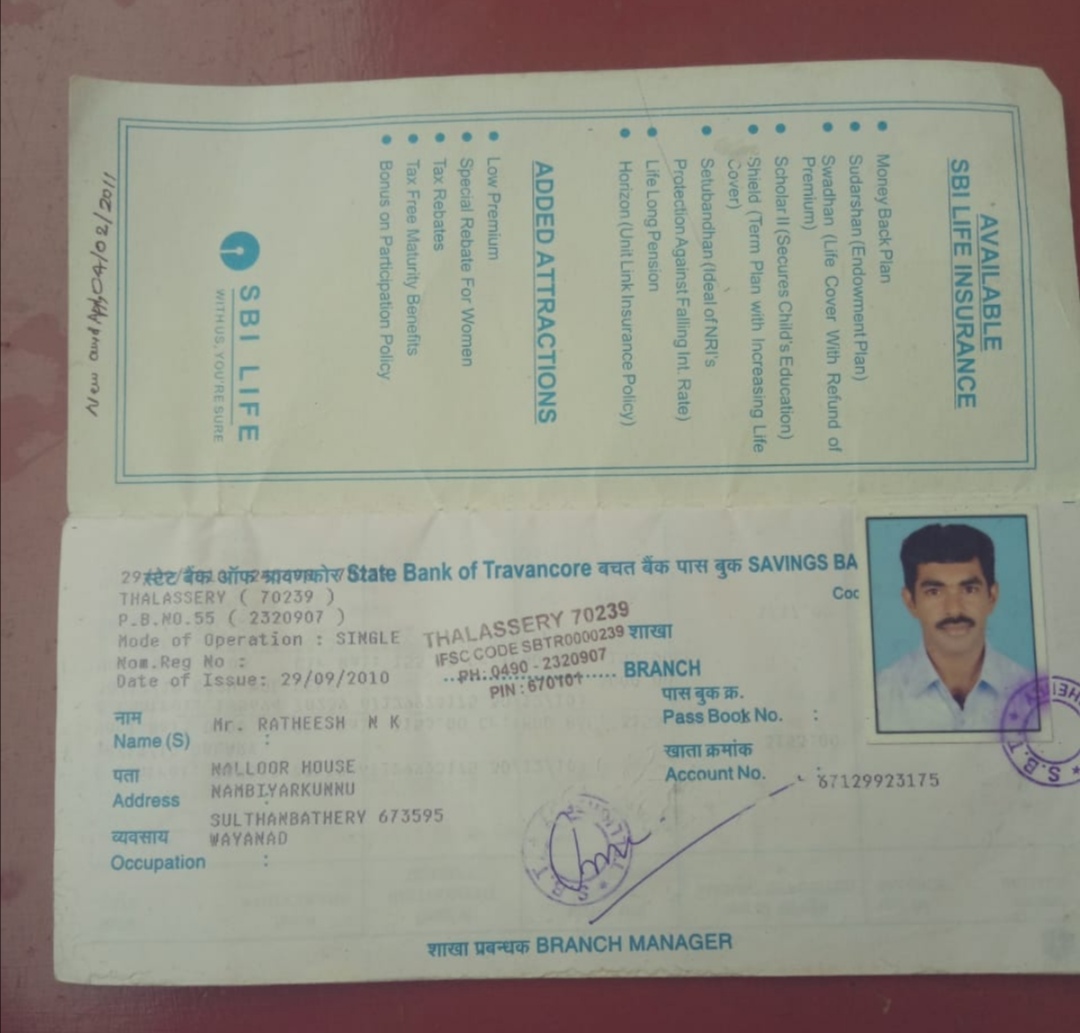 AVAILABLE
SBI LIFE INSURANCE
• Money Back Plan
• Sudarshan (Endowment Plan)
• Swadhan (Life Cover With Refund of
Premium)
• Scholar II (Secures Child's Education)
• Shield (Term Plan with Increasing Life
Cover)
• Setubandhan (Ideal of NRI's
Protection Against Falling Int. Rate)
• Life Long Pension
• Horizon (Unit Link Insurance Policy)
ADDED ATTRACTIONS
• Low Premium
• Special Rebate For Women
• Tax Rebates
• Tax Free Maturity Benefits
• Bonus on Participation Policy
SBI LIFE
WITH US, YOU'RE SURE
04/02/2011
स्टेट बैंक ऑफ त्रावणकोर State Bank of Travancore बचत बैंक पास बुक SAVINGS BA
THALASSERY ( 70239 )
P.B.NO.55 ( 2320907 )
Mode of Operation : SINGLE
Nom.Reg No :
Date of Issue: 29/09/2010
THALASSERY 70239
IFSC CODE SBTR0000239
PH: 0490 - 2320907
PIN : 670101
शाखा
BRANCH
पास बुक क्र.
Pass Book No. :
खाता क्रमांक
Account No. : 67129923175
नाम
Name (S) : Mr. RATHEESH N K
पता
Address
NALLOOR HOUSE
NAMBIYARKUNNU
SULTHANBATHERY 673595
WAYANAD
व्यवसाय
Occupation :
S.B.T.
S.B.T.
शाखा प्रबन्धक BRANCH MANAGER